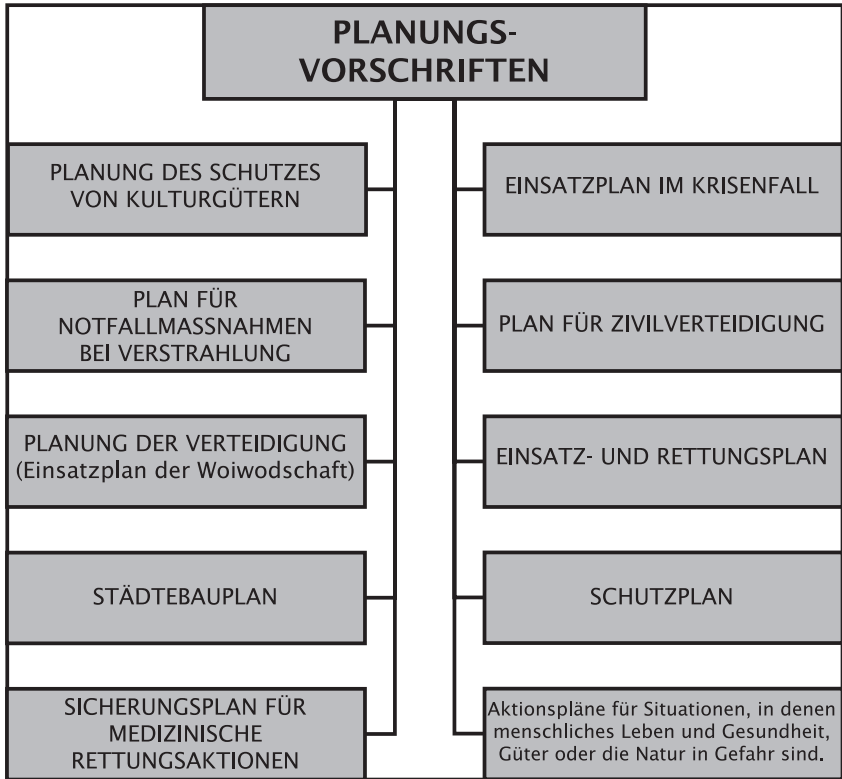 PLANUNGS-
VORSCHRIFTEN
PLANUNG DES SCHUTZES
VON KULTURGÜTERN
EINSATZPLAN IM KRISENFALL
PLAN FÜR
NOTFALLMASSNAHMEN
BEI VERSTRAHLUNG
PLAN FÜR ZIVILVERTEIDIGUNG
PLANUNG DER VERTEIDIGUNG
(Einsatzplan der Woiwodschaft)
EINSATZ- UND RETTUNGSPLAN
STÄDTEBAUPLAN
SCHUTZPLAN
SICHERUNGSPLAN FÜR
MEDIZINISCHE
RETTUNGSAKTIONEN
Aktionspläne für Situationen, in denen
menschliches Leben und Gesundheit,
Güter oder die Natur in Gefahr sind.